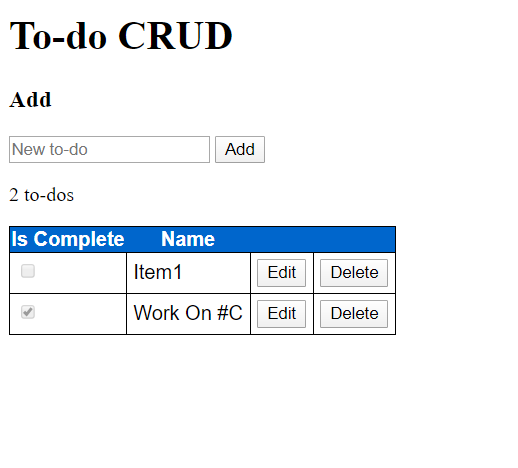 To-do CRUD
Add
New to-do Add
2 to-dos
Is Complete Name
Item1 Edit Delete
Work On #C Edit Delete